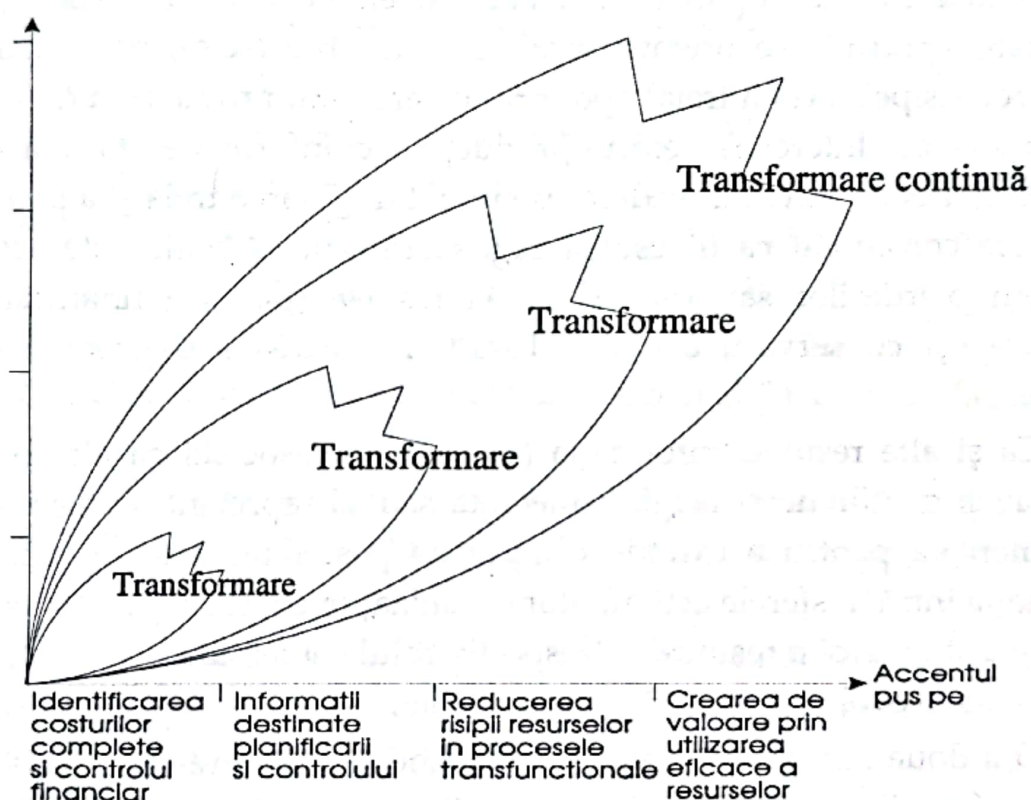 Transformare continuă
Transformare
Transformare
Transformare
Accentul
pus pe
Identificarea
costurilor
complete
si controlul
financiar
Informatii
destinate
planificarii
si controlului
Reducerea
risipii resurselor
in procesele
transfunctionale
Crearea de
valoare prin
utilizarea
eficace a
resurselor